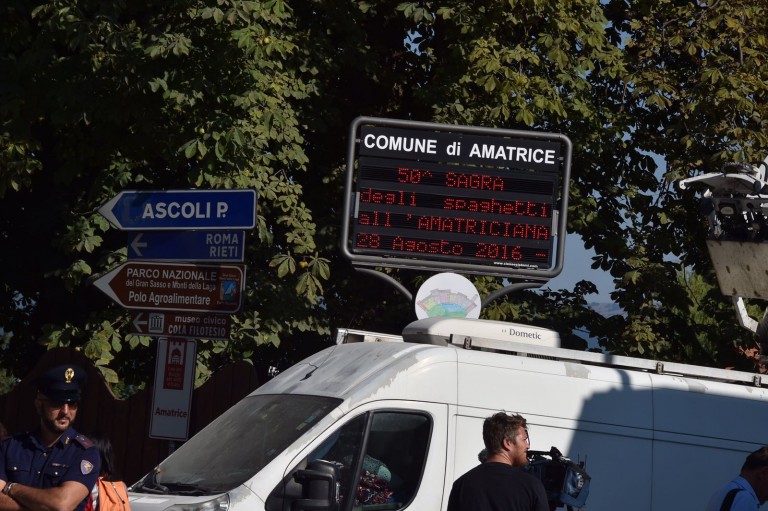 COMUNE di AMATRICE
50^ SAGRA
degli spaghetti
all'AMATRICIANA
28 Agosto 2016
ASCOLI P.
ROMA
RIETI
PARCO NAZIONALE
del Gran Sasso e Monti della Laga
Polo Agroalimentare
museo civico
COLA FILOTESIO
Amatrice
Dometic